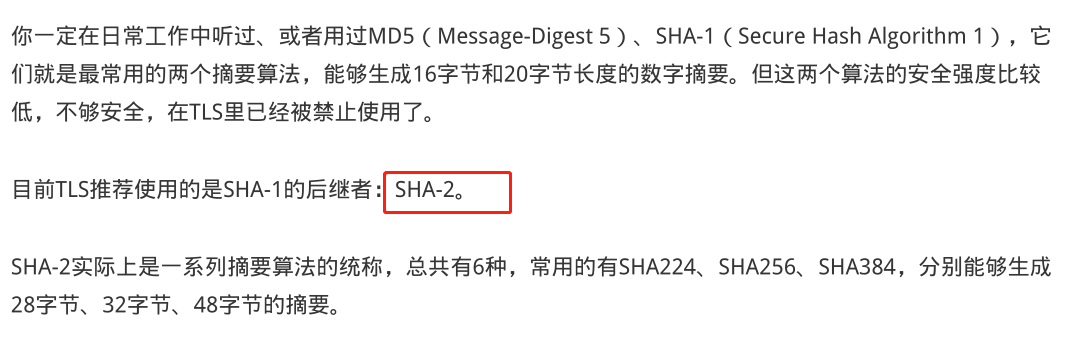 你一定在日常工作中听过、或者用过MD5（Message-Digest 5）、SHA-1（Secure Hash Algorithm 1），它
们就是最常用的两个摘要算法，能够生成16字节和20字节长度的数字摘要。但这两个算法的安全强度比较
低，不够安全，在TLS里已经被禁止使用了。
目前TLS推荐使用的是SHA-1的后继者：SHA-2。
SHA-2实际上是一系列摘要算法的统称，总共有6种，常用的有SHA224、SHA256、SHA384，分别能够生成
28字节、32字节、48字节的摘要。